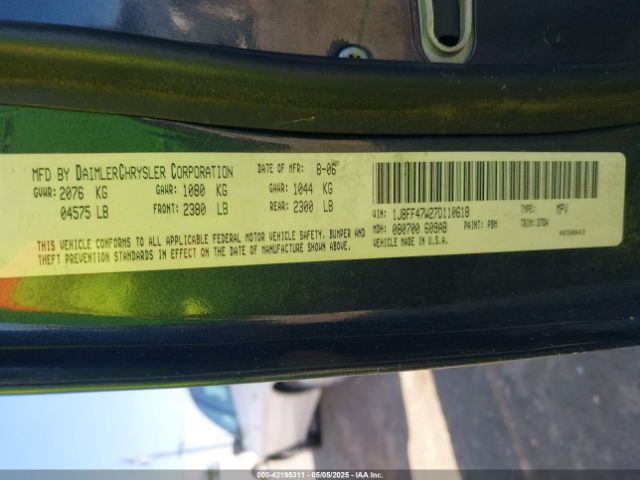 MFD BY DAIMLERCHRYSLER CORPORATION DATE OF MFR: 8-06
GVWR: 2076 KG GAWR: 1080 KG GAWR: 1044 KG
04575 LB FRONT: 2380 LB REAR: 2300 LB
THIS VEHICLE CONFORMS TO ALL APPLICABLE FEDERAL MOTOR VEHICLE SAFETY, BUMPER AND
THEFT PREVENTION STANDARDS IN EFFECT ON THE DATE OF MANUFACTURE SHOWN ABOVE.
VIN: 1J8FF47W27D110618 TYPE: MPV
MDH: 080700 609AB PAINT: PBM TRIM:
VEHICLE MADE IN U.S.A.
000-42195311 - 05/05/2025 - IAAI.com